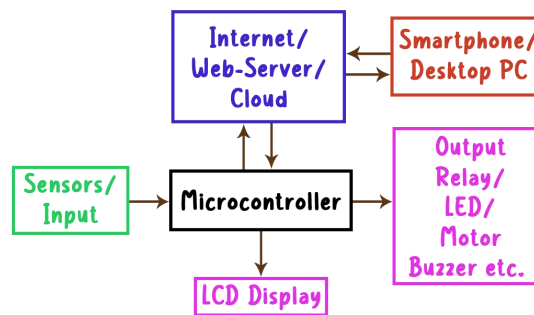 Internet/
Web-Server/
Cloud
Smartphone/
Desktop PC
Sensors/
Input
Microcontroller
Output
Relay/
LED/
Motor
Buzzer etc.
LCD Display